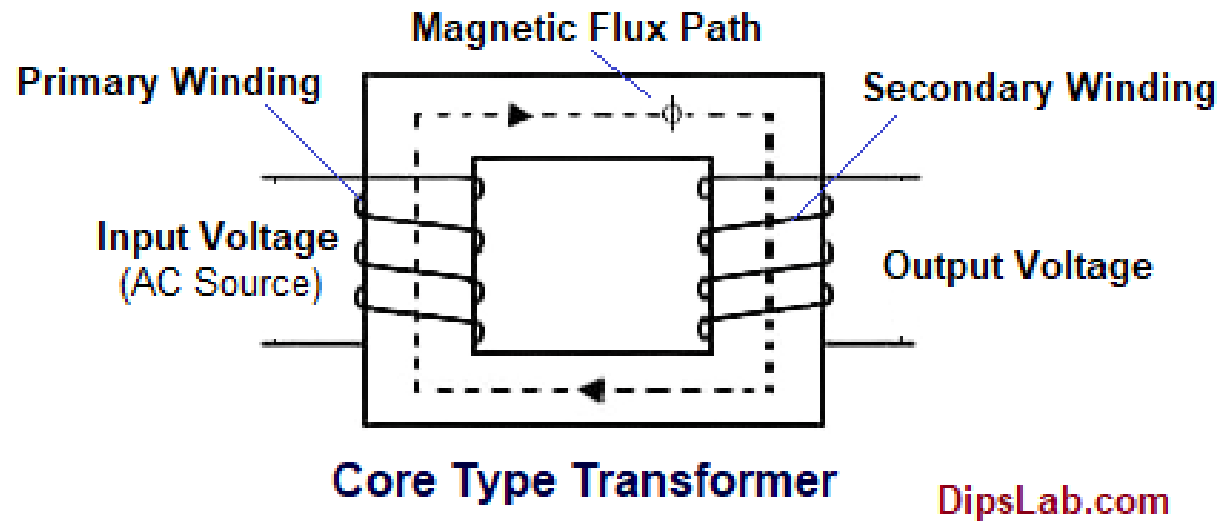 Magnetic Flux Path
Primary Winding
Secondary Winding
ϕ
Input Voltage
(AC Source)
Output Voltage
Core Type Transformer
DipsLab.com